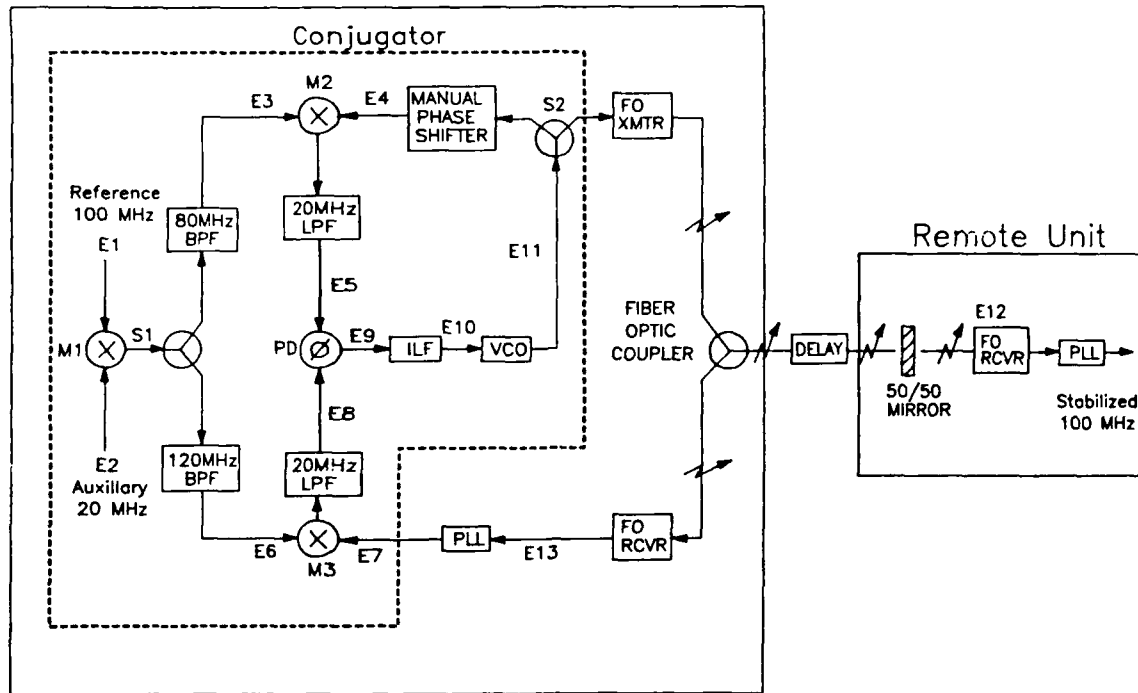 Conjugator
M2
E3
E4
MANUAL
PHASE
SHIFTER
S2
FO
XMTR
Reference
100 MHz
E1
80MHz
BPF
20MHz
LPF
E11
Remote Unit
E5
M1
S1
PD
Ø
E9
ILF
E10
VCO
FIBER
OPTIC
COUPLER
DELAY
50/50
MIRROR
E12
FO
RCVR
PLL
Stabilized
100 MHz
E8
E2
Auxillary
20 MHz
120MHz
BPF
20MHz
LPF
E6
M3
E7
PLL
E13
FO
RCVR